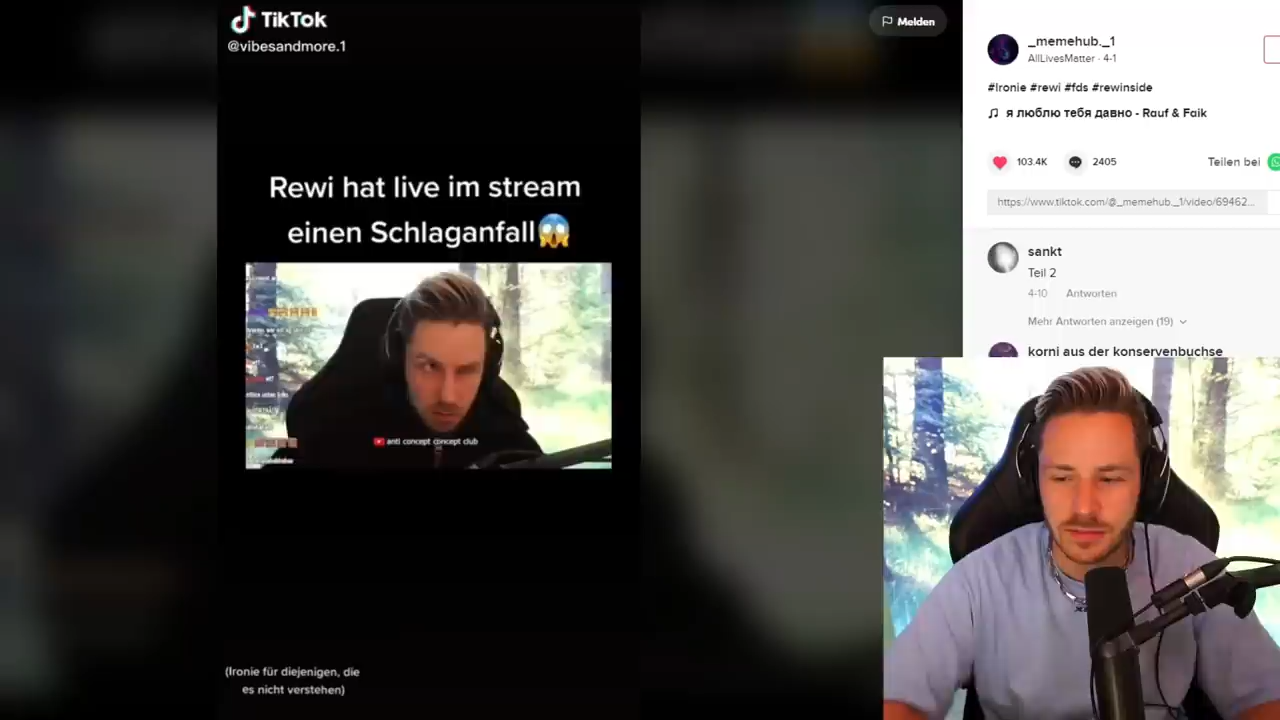 TikTok
@vibesandmore.1
Melden
Rewi hat live im stream
einen Schlaganfall😱
anti concept concept club
(Ironie für diejenigen, die
es nicht verstehen)
_memehub._1
AllLivesMatter · 4-1
#Ironie #rewi #fds #rewinside
я люблю тебя давно - Rauf & Faik
103.4K
2405
Teilen bei
https://www.tiktok.com/@_memehub._1/video/69462...
sankt
Teil 2
4-10 Antworten
Mehr Antworten anzeigen (19)
korni aus der konservenbuchse